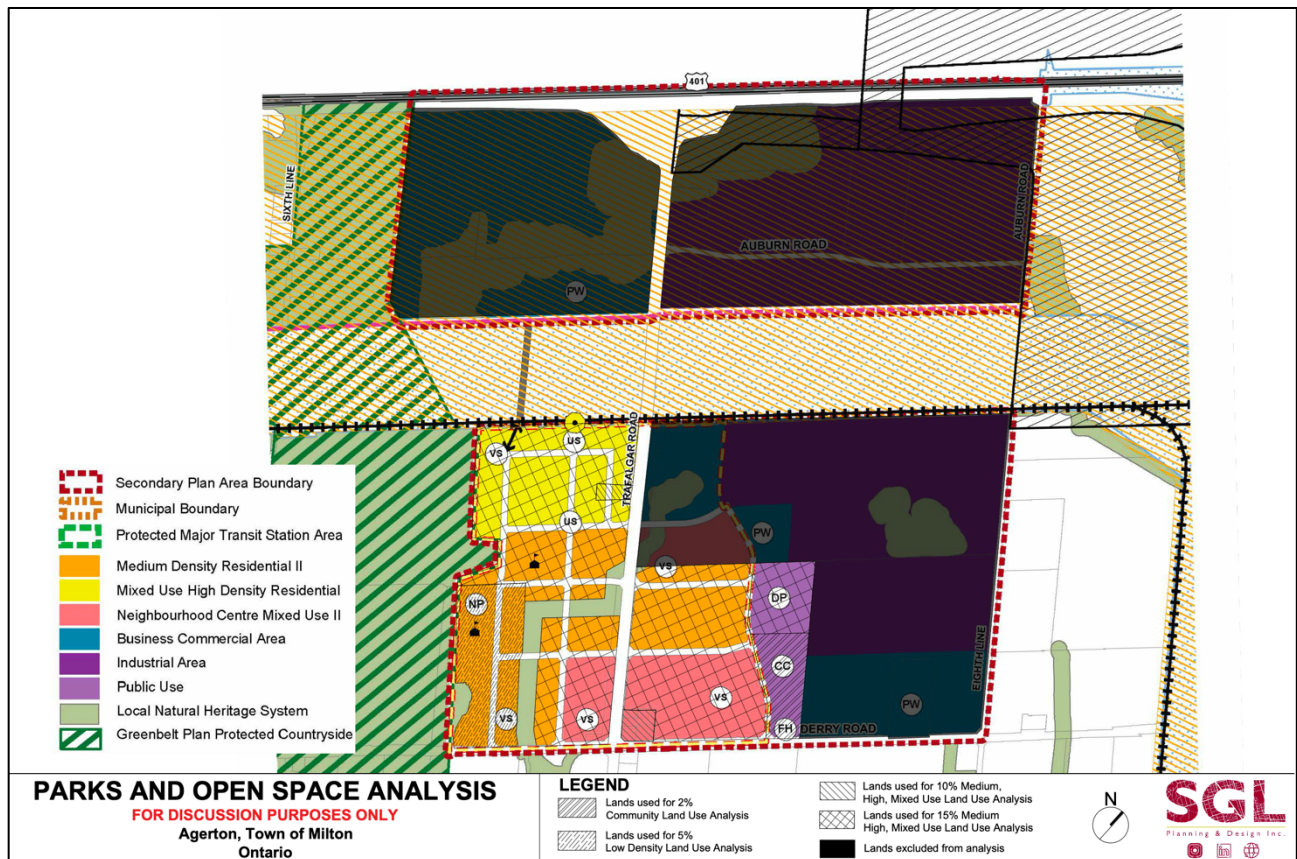 401
SIXTH LINE
AUBURN ROAD
AUBURN ROAD
PW
TRAFALGAR ROAD
VS
US
US
PW
VS
NP
DP
CC
VS
VS
VS
FH
DERRY ROAD
PW
EIGHTH LINE
Secondary Plan Area Boundary
Municipal Boundary
Protected Major Transit Station Area
Medium Density Residential II
Mixed Use High Density Residential
Neighbourhood Centre Mixed Use II
Business Commercial Area
Industrial Area
Public Use
Local Natural Heritage System
Greenbelt Plan Protected Countryside
PARKS AND OPEN SPACE ANALYSIS
FOR DISCUSSION PURPOSES ONLY
Agerton, Town of Milton
Ontario
LEGEND
Lands used for 2%
Community Land Use Analysis
Lands used for 5%
Low Density Land Use Analysis
Lands used for 10% Medium,
High, Mixed Use Land Use Analysis
Lands used for 15% Medium
High, Mixed Use Land Use Analysis
Lands excluded from analysis
N
SGL
Planning & Design Inc.